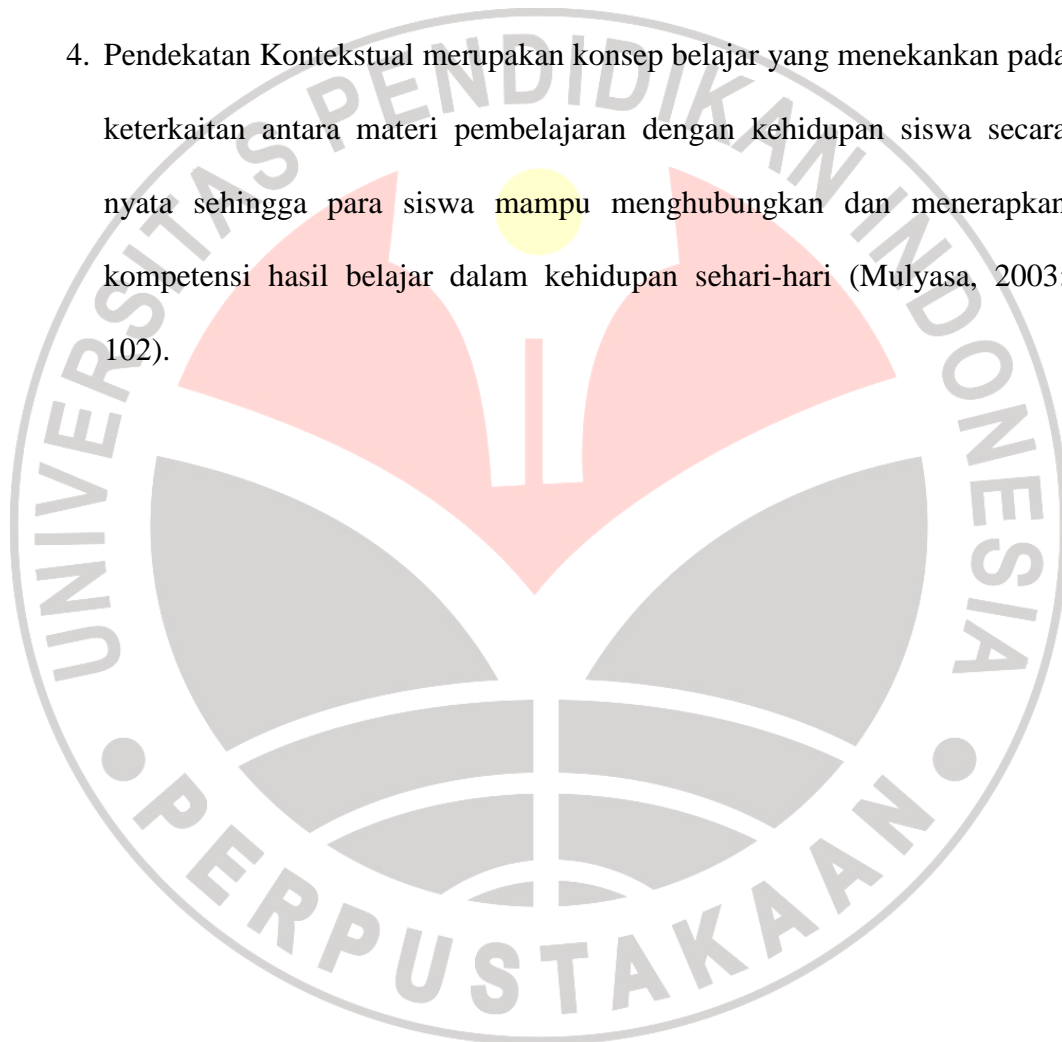 4. Pendekatan Kontekstual merupakan konsep belajar yang menekankan pada
keterkaitan antara materi pembelajaran dengan kehidupan siswa secara
nyata sehingga para siswa mampu menghubungkan dan menerapkan
kompetensi hasil belajar dalam kehidupan sehari-hari (Mulyasa, 2003:
102).
UNIVERSITAS PENDIDIKAN INDONESIA
PERPUSTAKAAN